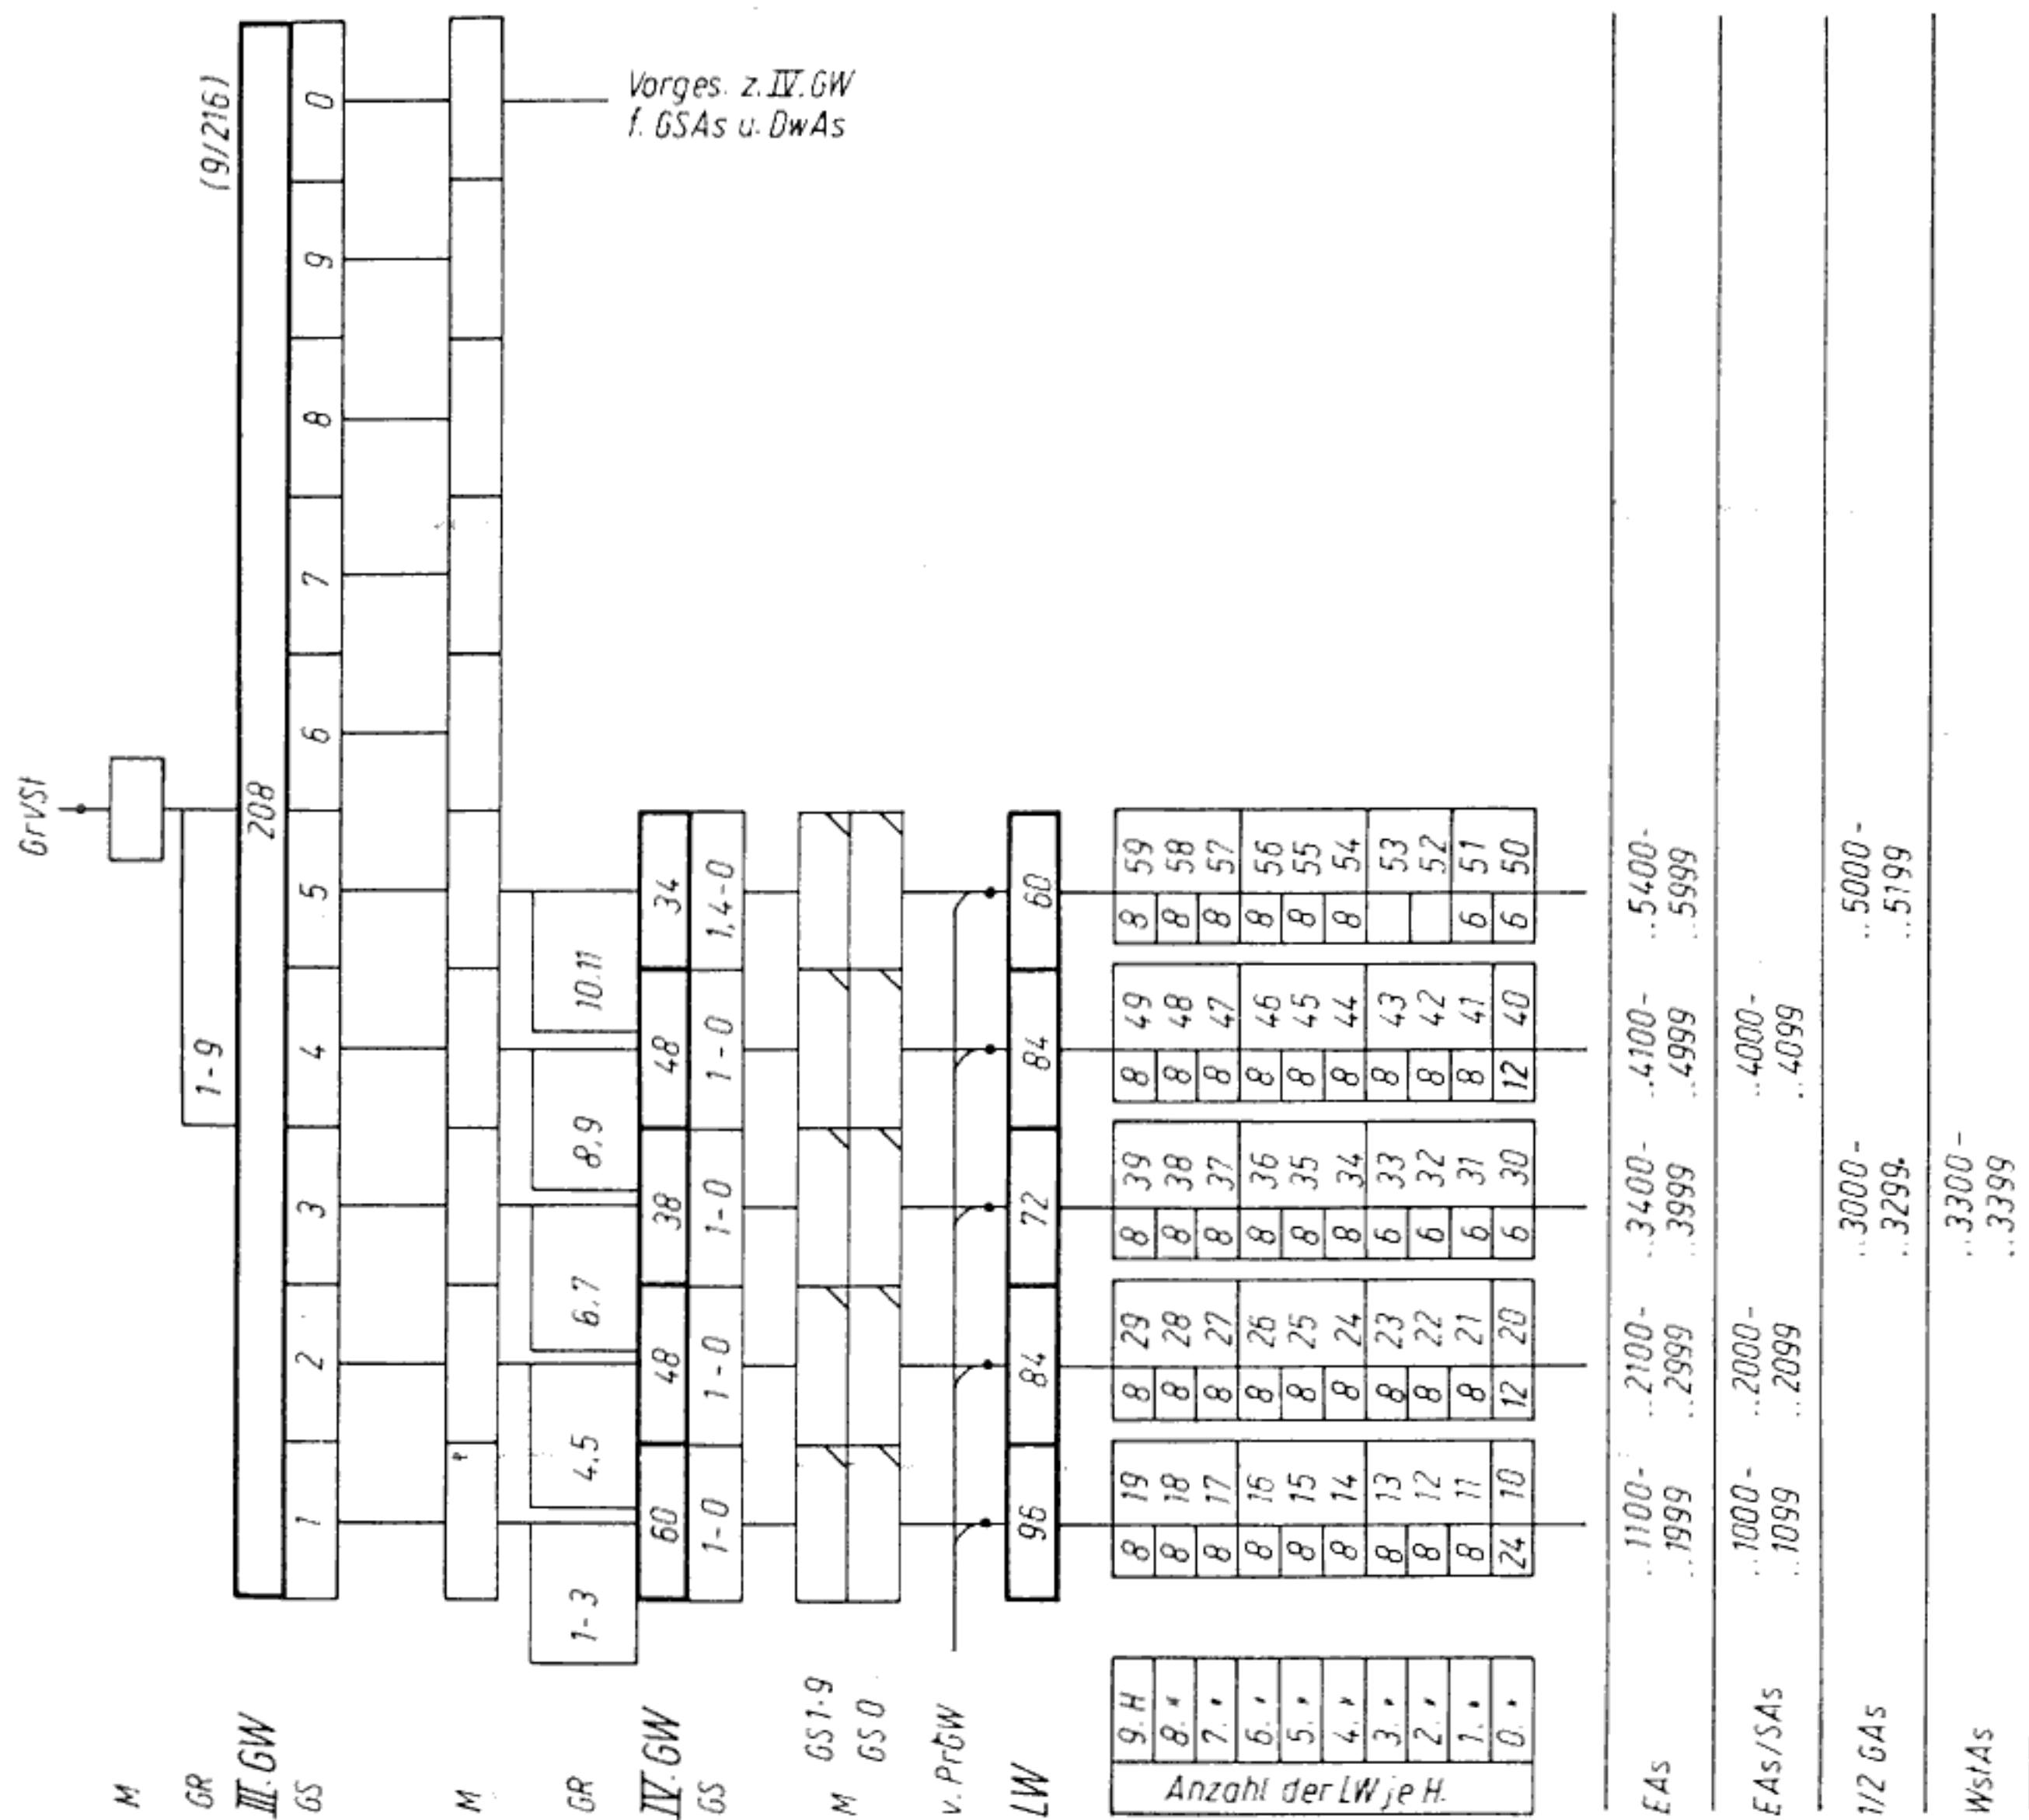 GrVSt
M
GR 1-9
(9/216)
III.GW 208
GS 1 2 3 4 5 6 7 8 9 0
M
GR 1-3 4.5 6.7 8.9 10.11
Vorges. z. IV.GW
f. GSAs u. DwAs
IV.GW 60 48 38 48 34
GS 1-0 1-0 1-0 1-0 1,4-0
GS1-9
M GS0
v. PrGW
LW 96 84 72 84 60
Anzahl der LW je H.
9. H 8 19 8 29 8 39 8 49 8 59
8. " 8 18 8 28 8 38 8 48 8 58
7. " 8 17 8 27 8 37 8 47 8 57
6. " 8 16 8 26 8 36 8 46 8 56
5. " 8 15 8 25 8 35 8 45 8 55
4. " 8 14 8 24 8 34 8 44 8 54
3. " 8 13 8 23 6 33 8 43 53
2. " 8 12 8 22 6 32 8 42 52
1. " 8 11 8 21 6 31 8 41 6 51
0. " 24 10 12 20 6 30 12 40 6 50
EAs ..1100- ..2100- ..3400- ..4100- ..5400-
..1999 ..2999 ..3999 ..4999 ..5999
EAs/SAs ..1000- ..2000- ..4000-
..1099 ..2099 ..4099
1/2 GAs ..3000- ..5000-
..3299 ..5199
WstAs ..3300-
..3399